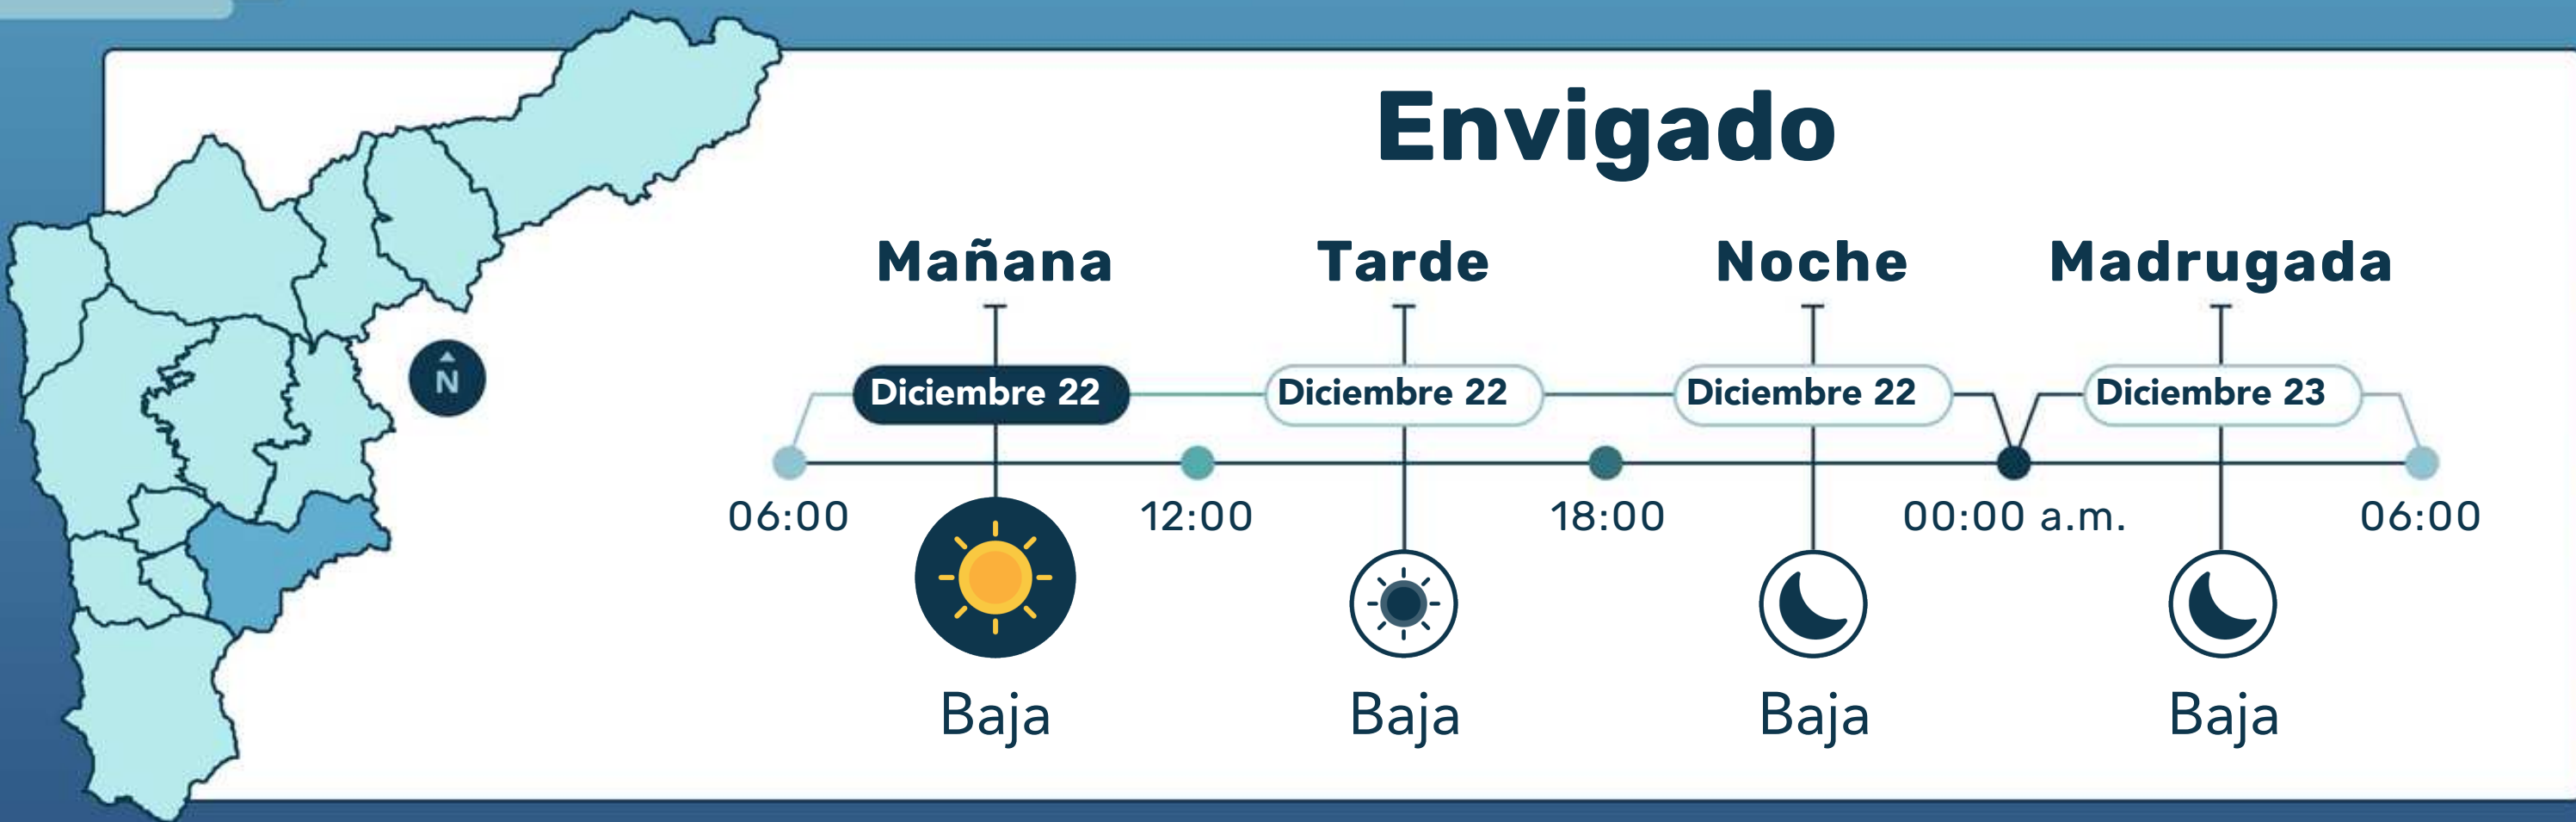 Envigado
Mañana Tarde Noche Madrugada
Diciembre 22 Diciembre 22 Diciembre 22 Diciembre 23
N
06:00 12:00 18:00 00:00 a.m. 06:00
Baja Baja Baja Baja